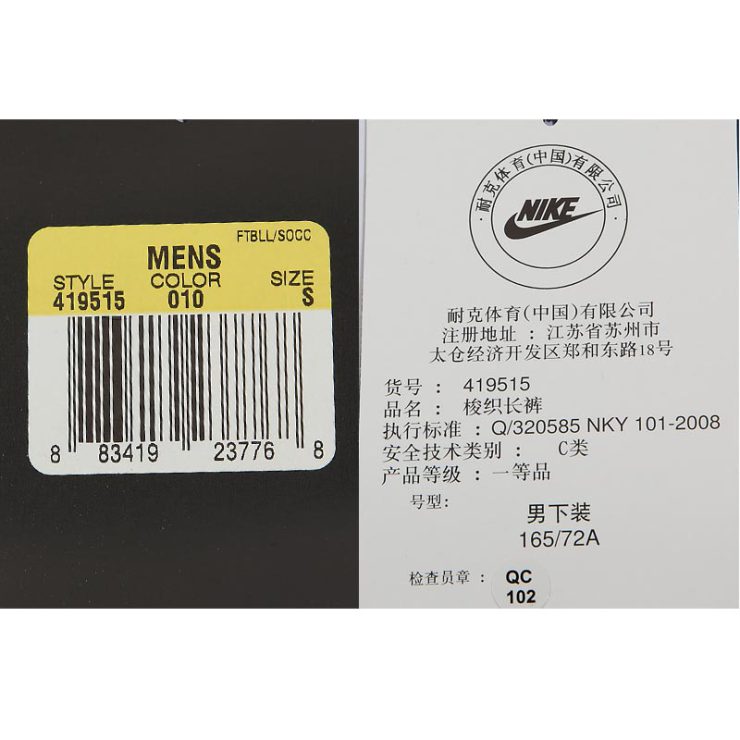 FTBLL/SOCC
MENS
STYLE COLOR SIZE
419515 010 S
8 83419 23776 8
耐克体育(中国)有限公司
NIKE
耐克体育(中国)有限公司
注册地址：江苏省苏州市
太仓经济开发区郑和东路18号
货号： 419515
品名： 梭织长裤
执行标准：Q/320585 NKY 101-2008
安全技术类别： C类
产品等级：一等品
号型:
男下装
165/72A
检查员章： QC
102